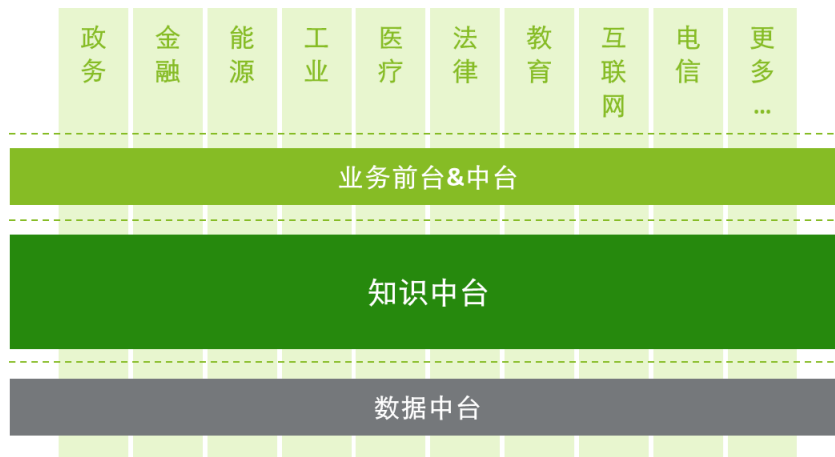 政务
金融
能源
工业
医疗
法律
教育
互联网
电信
更多...
业务前台&中台
知识中台
数据中台